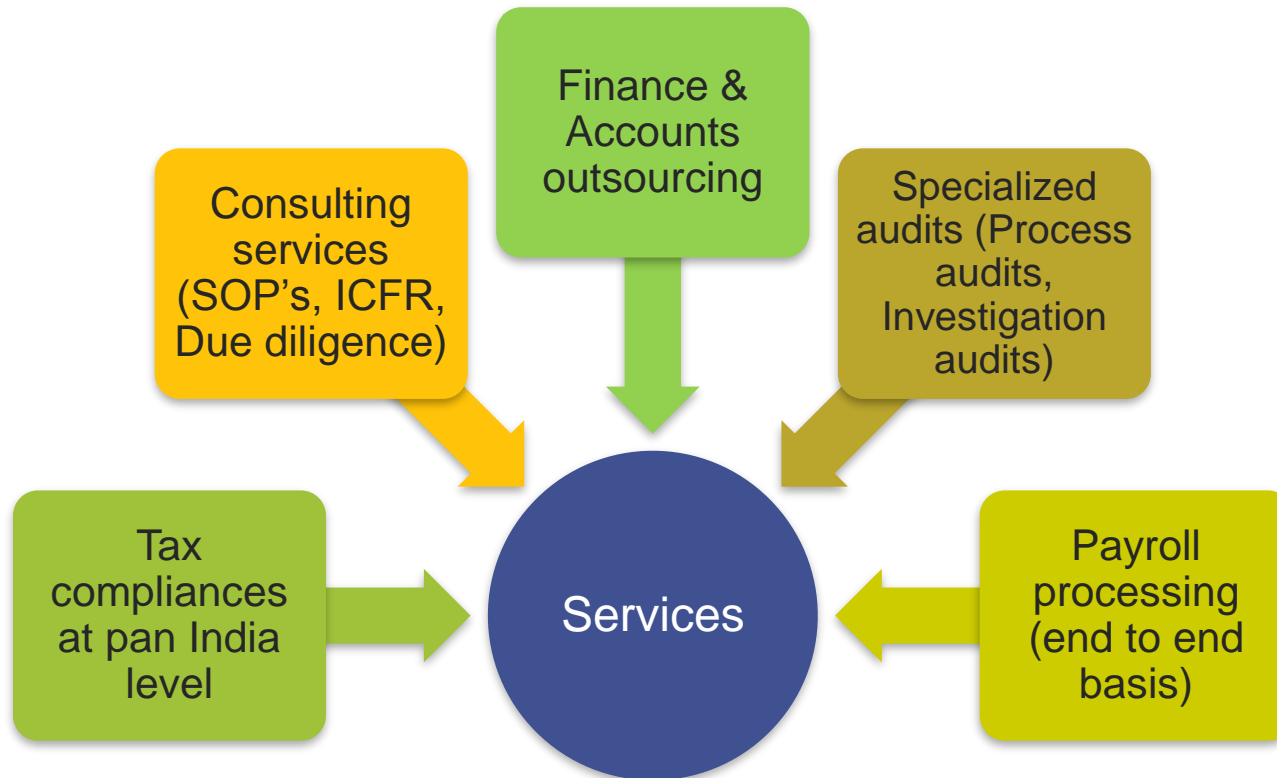 Finance &
Accounts
outsourcing
Consulting
services
(SOP’s, ICFR,
Due diligence)
Specialized
audits (Process
audits,
Investigation
audits)
Tax
compliances
at pan India
level
Services
Payroll
processing
(end to end
basis)